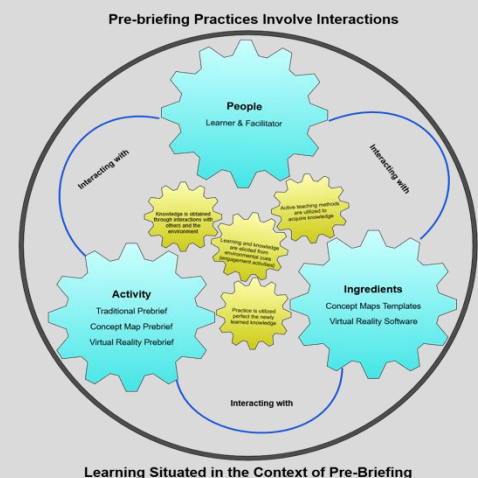 Pre-briefing Practices Involve Interactions
People
Learner & Facilitator
Interacting with
Interacting with
Knowledge is obtained
through interactions with
others and the
environment
Active teaching methods
are utilized to
acquire knowledge
Learning and knowledge
are elicited from
environmental cues
(engagement activities)
Activity
Traditional Prebrief
Concept Map Prebrief
Virtual Reality Prebrief
Ingredients
Concept Maps Templates
Virtual Reality Software
Practice is utilized
perfect the newly
learned knowledge
Interacting with
Learning Situated in the Context of Pre-Briefing